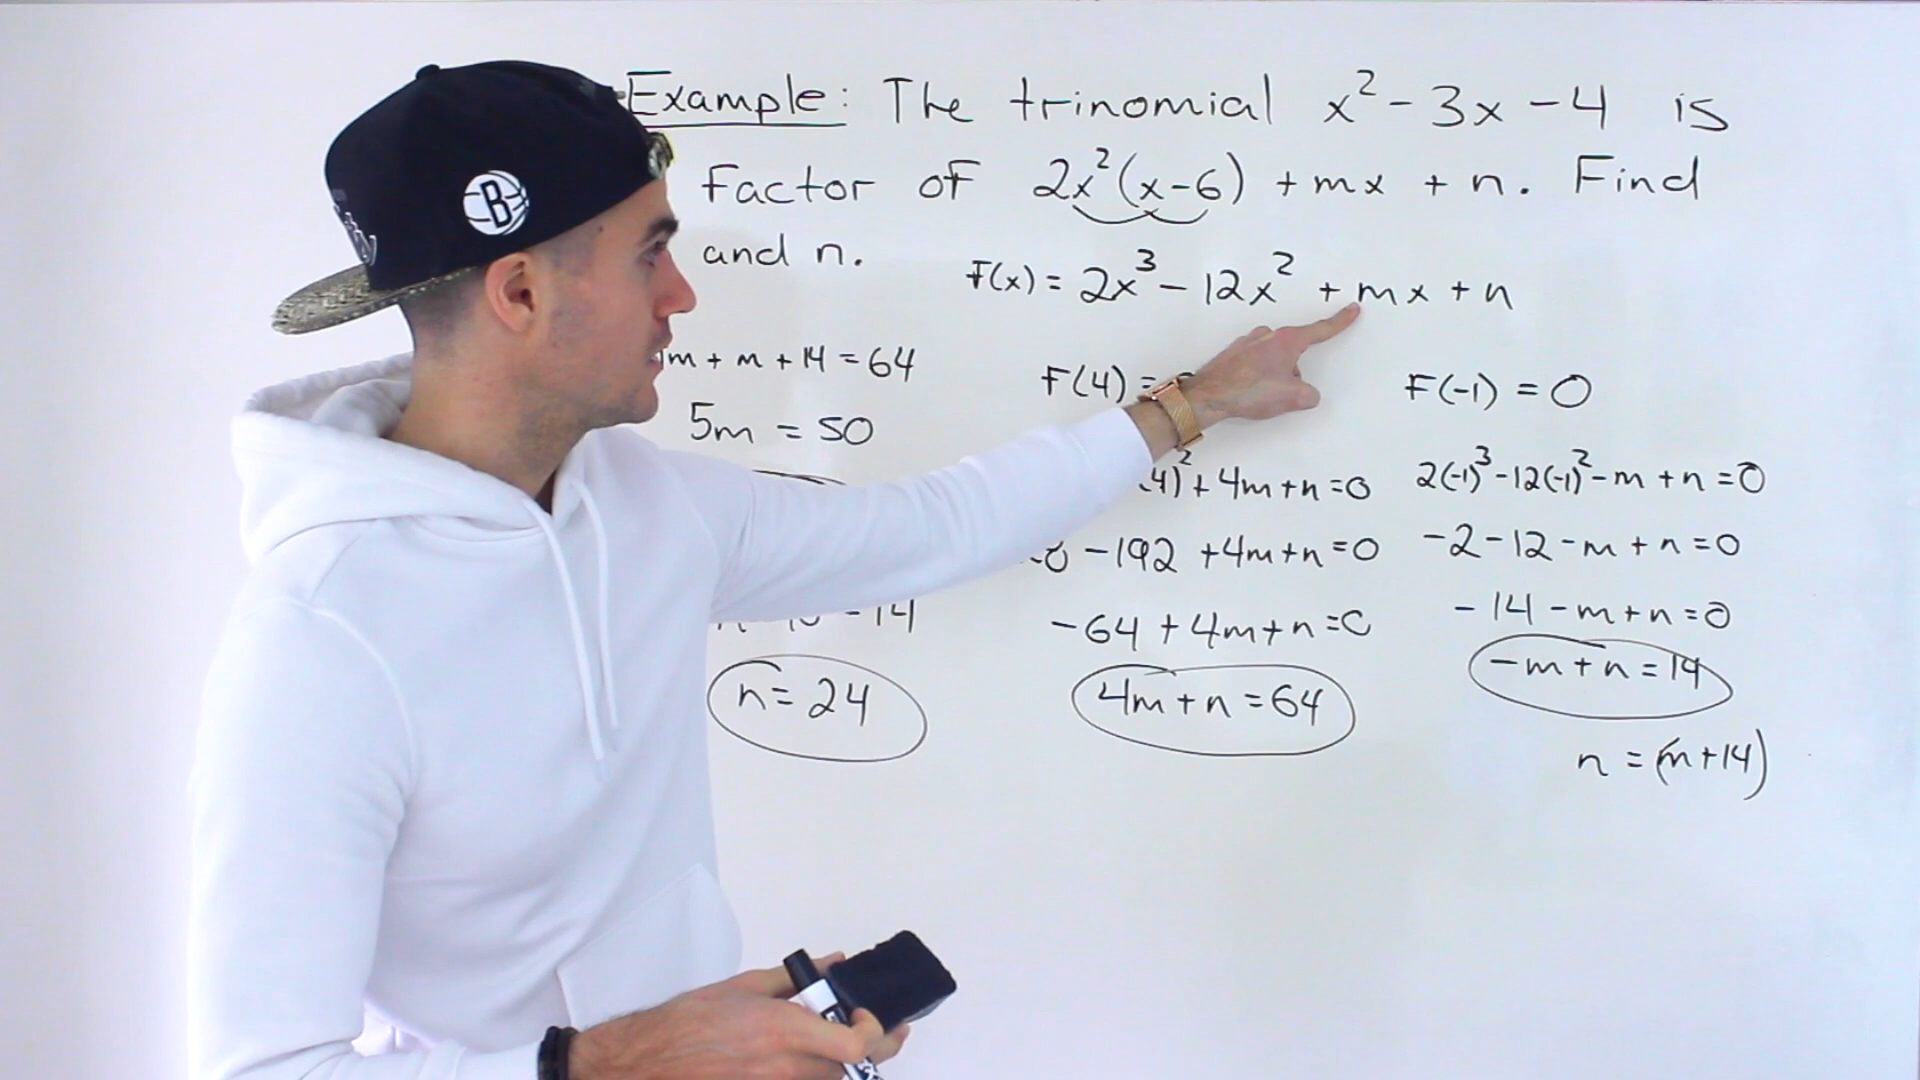 Example: The trinomial x² - 3x - 4 is
factor of 2x²(x-6) + mx + n. Find
and n.
F(x) = 2x³ - 12x² + mx + n
m + m + 14 = 64
5m = 50
- 14
n = 24
F(4) =
4)² + 4m + n = 0
- 192 + 4m + n = 0
-64 + 4m + n = 0
4m + n = 64
F(-1) = 0
2(-1)³ - 12(-1)² - m + n = 0
-2 - 12 - m + n = 0
-14 - m + n = 0
-m + n = 14
n = (m + 14)
B